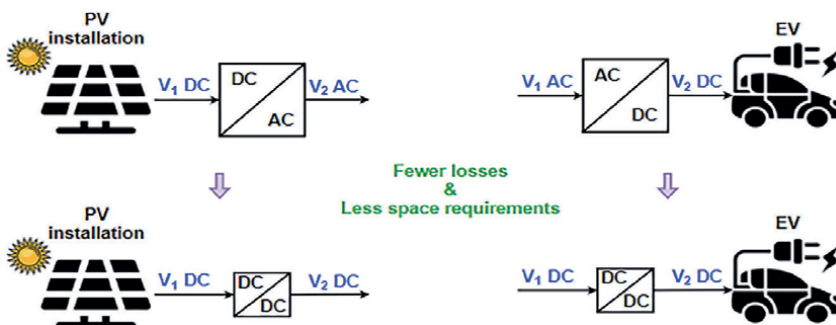 PV
installation
V₁ DC
DC
AC
V₂ AC
V₁ AC
AC
DC
V₂ DC
EV
Fewer losses
&
Less space requirements
PV
installation
V₁ DC
DC
DC
V₂ DC
V₁ DC
DC
DC
V₂ DC
EV